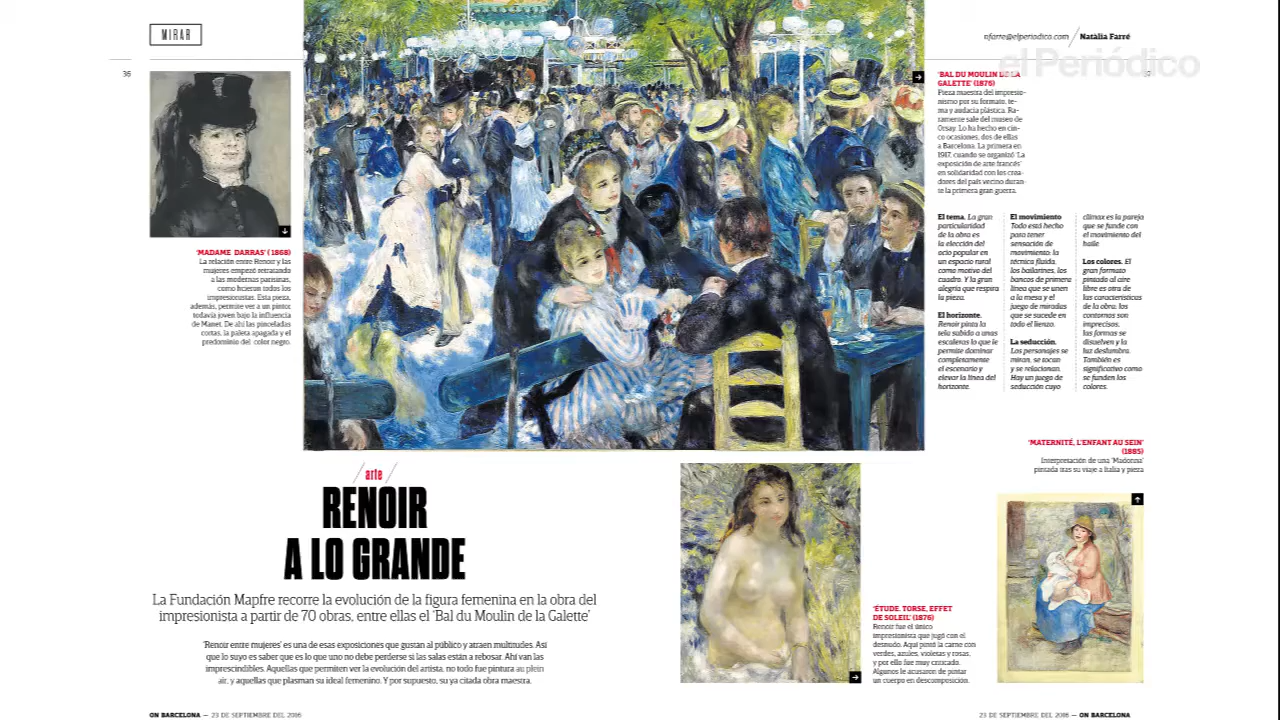 MIRAR
nfarre@elperiodico.com / Natàlia Farré
36
el Periódico
'BAL DU MOULIN DE LA
GALETTE' (1876)
Pieza maestra del impresio-
nismo por su formato, te-
ma y audacia plástica. Ra-
ramente sale del museo de
Orsay. Lo ha hecho en cin-
co ocasiones, dos de ellas
a Barcelona. La primera en
1917, cuando se organizó 'La
exposición de arte francés'
en solidaridad con los crea-
dores del país vecino duran-
te la primera gran guerra.
'MADAME DARRAS' (1868)
La relación entre Renoir y las
mujeres empezó retratando
a las modernas parisinas,
como hicieron todos los
impresionistas. Esta pieza,
además, permite ver a un pintor
todavía joven bajo la influencia
de Manet. De ahí las pinceladas
cortas, la paleta apagada y el
predominio del color negro.
El tema. La gran
particularidad
de la obra es
la elección del
ocio popular en
un espacio rural
como motivo del
cuadro. Y la gran
alegría que respira
la pieza.
El horizonte.
Renoir pinta la
tela subido a unas
escaleras lo que le
permite dominar
completamente
el escenario y
elevar la línea del
horizonte.
El movimiento
Todo está hecho
para tener
sensación de
movimiento: la
técnica fluida,
los bailarines, los
bancos de primera
línea que se unen
a la mesa y el
juego de miradas
que se sucede en
todo el lienzo.
La seducción.
Los personajes se
miran, se tocan
y se relacionan.
Hay un juego de
seducción cuyo
clímax es la pareja
que se funde con
el movimiento del
baile
Los colores. El
gran formato
pintado al aire
libre es otra de
las características
de la obra: los
contornos son
imprecisos,
las formas se
disuelven y la
luz deslumbra.
También es
significativo como
se funden los
colores.
arte
RENOIR
A LO GRANDE
La Fundación Mapfre recorre la evolución de la figura femenina en la obra del
impresionista a partir de 70 obras, entre ellas el 'Bal du Moulin de la Galette'
'Renoir entre mujeres' es una de esas exposiciones que gustan al público y atraen multitudes. Así
que lo suyo es saber que es lo que uno no debe perderse si las salas están a rebosar. Ahí van las
imprescindibles. Aquellas que permiten ver la evolución del artista, no todo fue pintura au plein
air, y aquellas que plasman su ideal femenino. Y por supuesto, su ya citada obra maestra.
'MATERNITÉ, L'ENFANT AU SEIN'
(1885)
Interpretación de una 'Madonna'
pintada tras su viaje a Italia y pieza
'ÉTUDE. TORSE, EFFET
DE SOLEIL' (1876)
Renoir fue el único
impresionista que jugó con el
desnudo. Aquí pintó la carne con
verdes, azules, violetas y rosas,
y por ello fue muy criticado.
Algunos le acusaron de pintar
un cuerpo en descomposición.
ON BARCELONA — 23 DE SEPTIEMBRE DEL 2016
23 DE SEPTIEMBRE DEL 2016 — ON BARCELONA